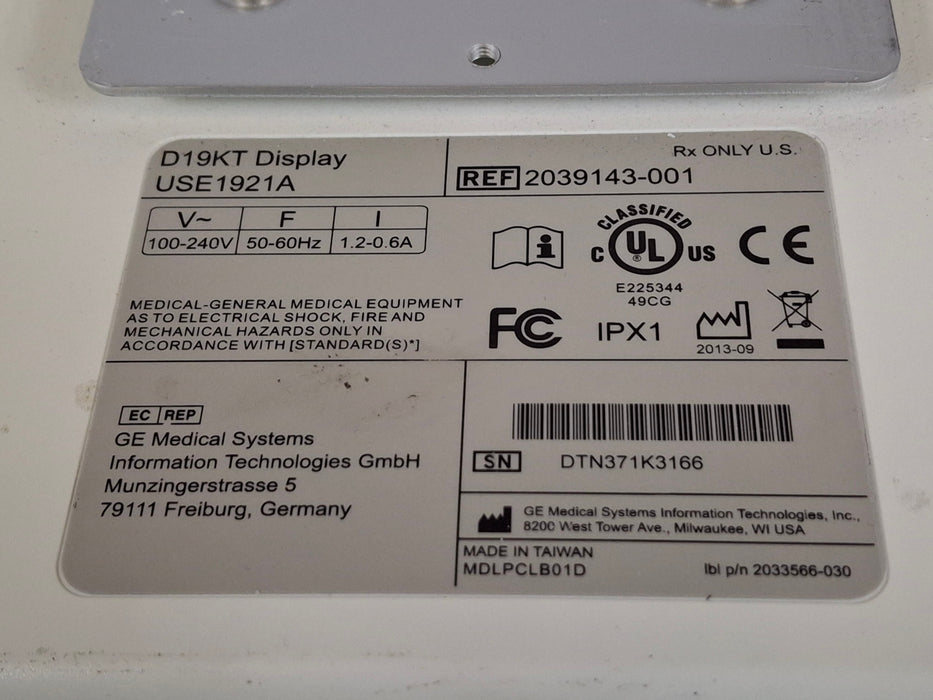 D19KT Display
USE1921A
Rx ONLY U.S.
REF 2039143-001
V~ F I
100-240V 50-60Hz 1.2-0.6A
MEDICAL-GENERAL MEDICAL EQUIPMENT
AS TO ELECTRICAL SHOCK, FIRE AND
MECHANICAL HAZARDS ONLY IN
ACCORDANCE WITH [STANDARD(S)*]
CLASSIFIED
C UL US
®
E225344
49CG
CE
FC
IPX1
2013-09
EC REP
GE Medical Systems
Information Technologies GmbH
Munzingerstrasse 5
79111 Freiburg, Germany
SN DTN371K3166
GE Medical Systems Information Technologies, Inc.,
8200 West Tower Ave., Milwaukee, WI USA
MADE IN TAIWAN
MDLPCLB01D
lbl p/n 2033566-030